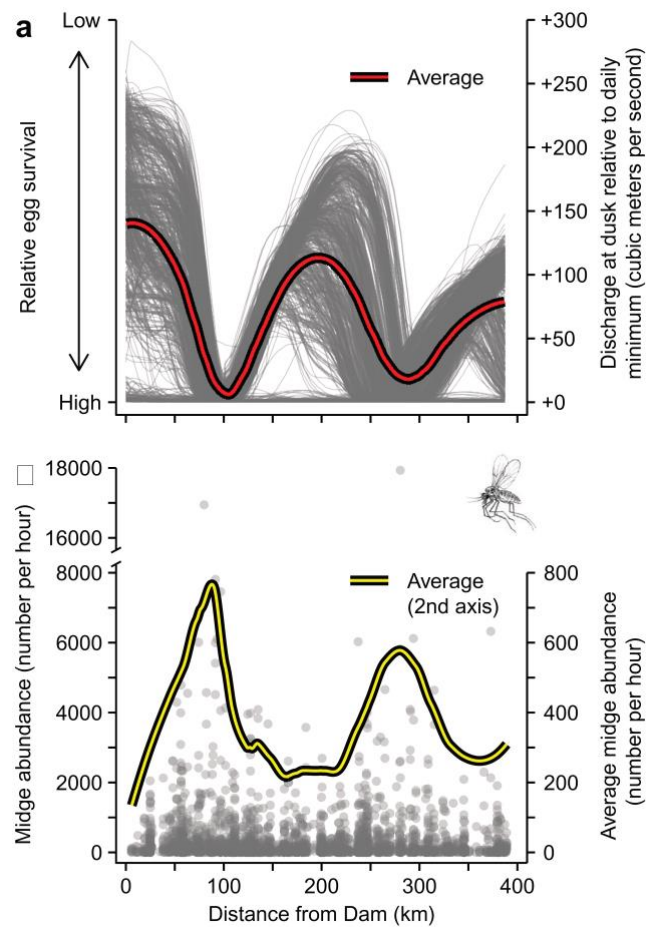 a
Low
High
Relative egg survival
Average
+300
+250
+200
+150
+100
+50
+0
Discharge at dusk relative to daily
minimum (cubic meters per second)
18000
16000
8000
6000
4000
2000
0
Midge abundance (number per hour)
Average
(2nd axis)
800
600
400
200
0
Average midge abundance
(number per hour)
0
100
200
300
400
Distance from Dam (km)